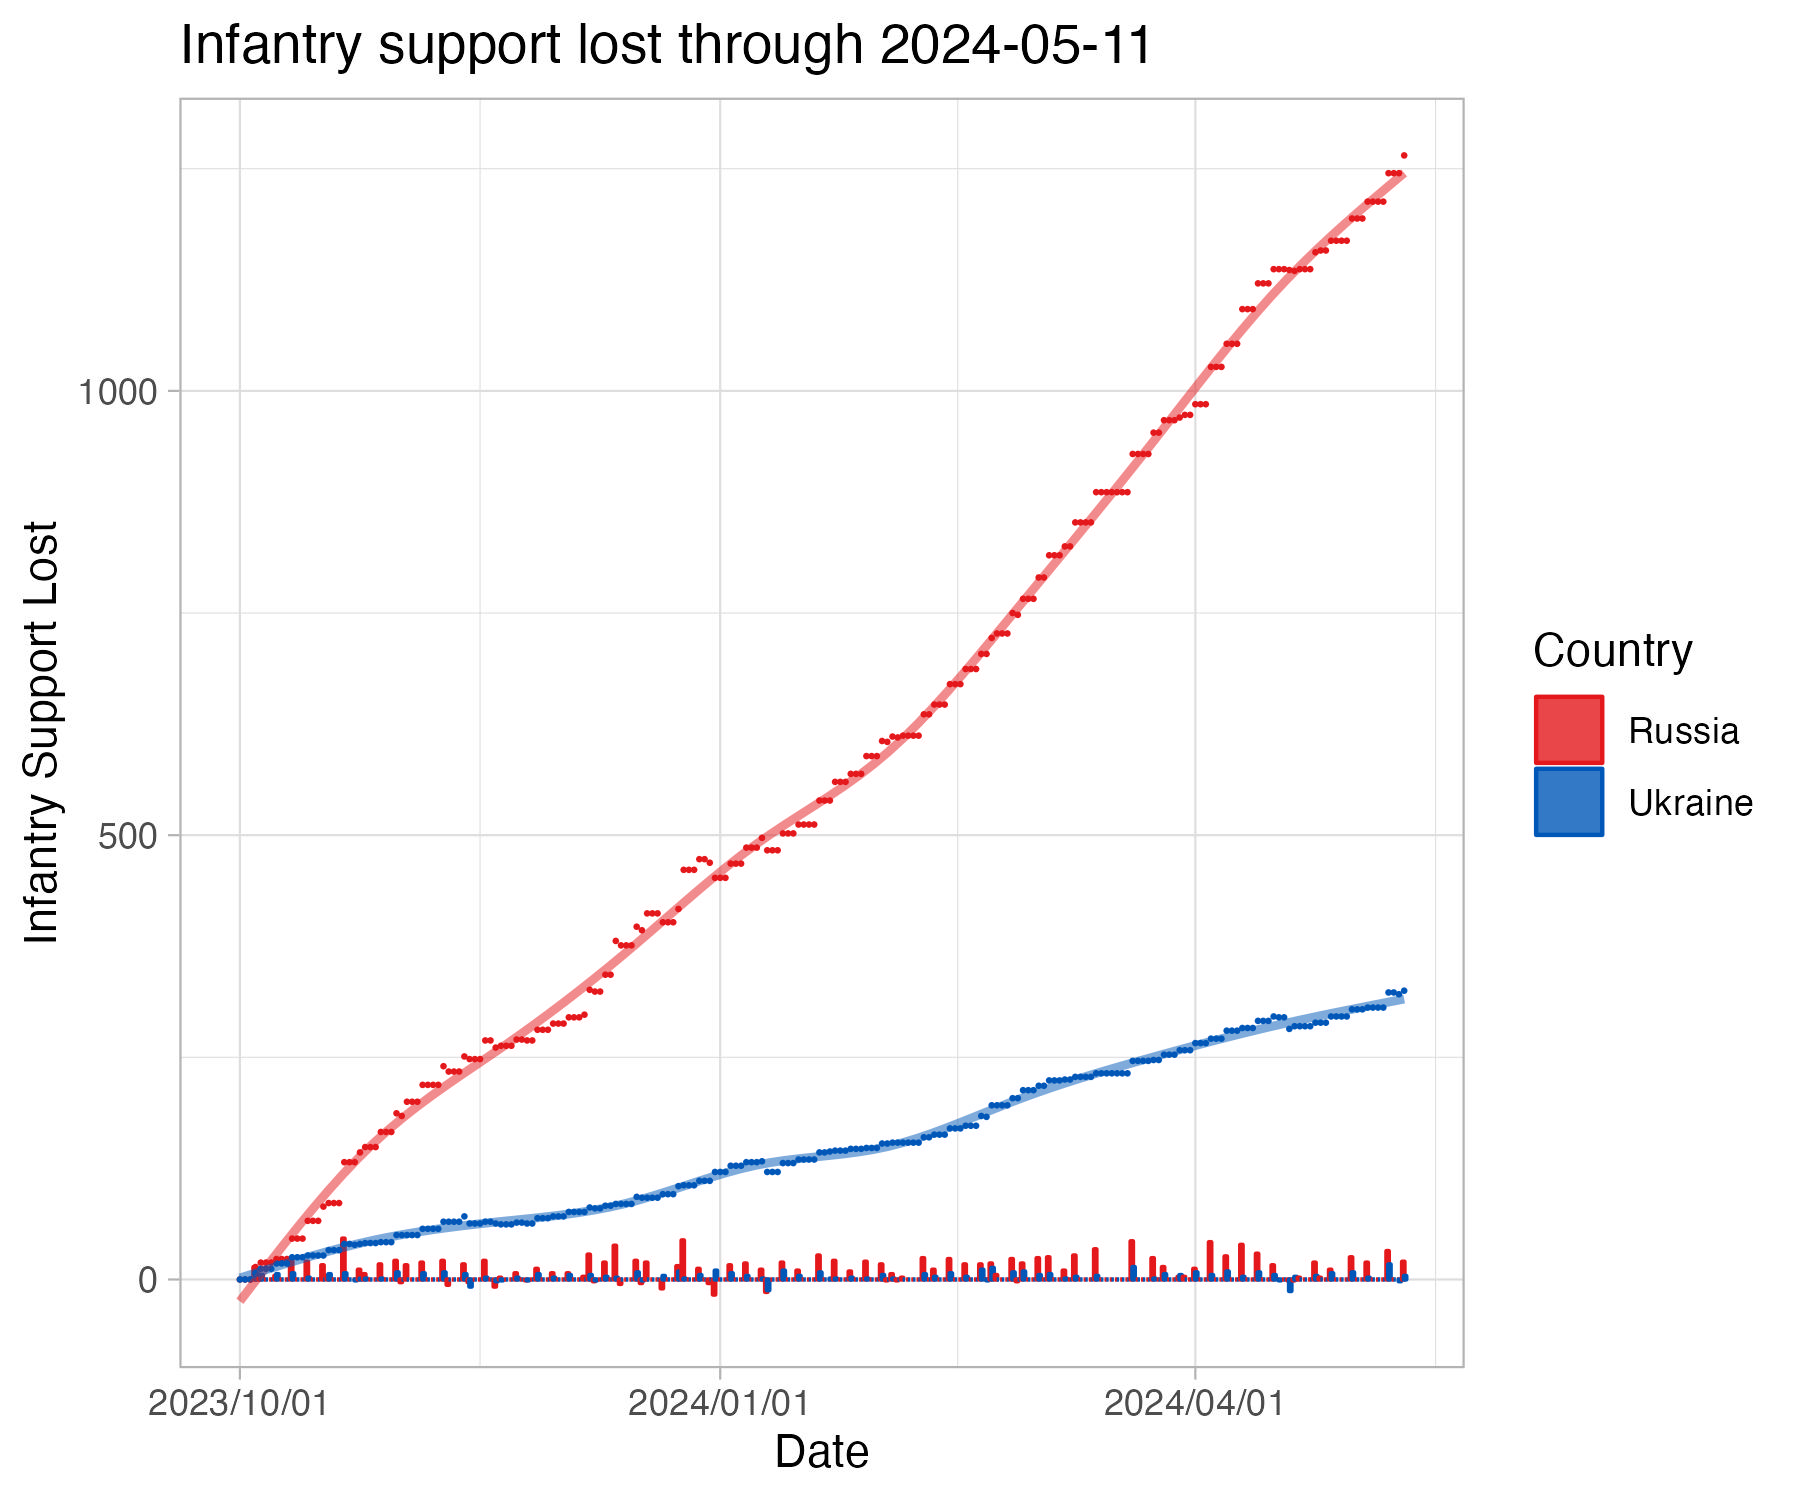 Infantry support lost through 2024-05-11
Infantry Support Lost
1000
500
0
2023/10/01
2024/01/01
2024/04/01
Date
Country
Russia
Ukraine